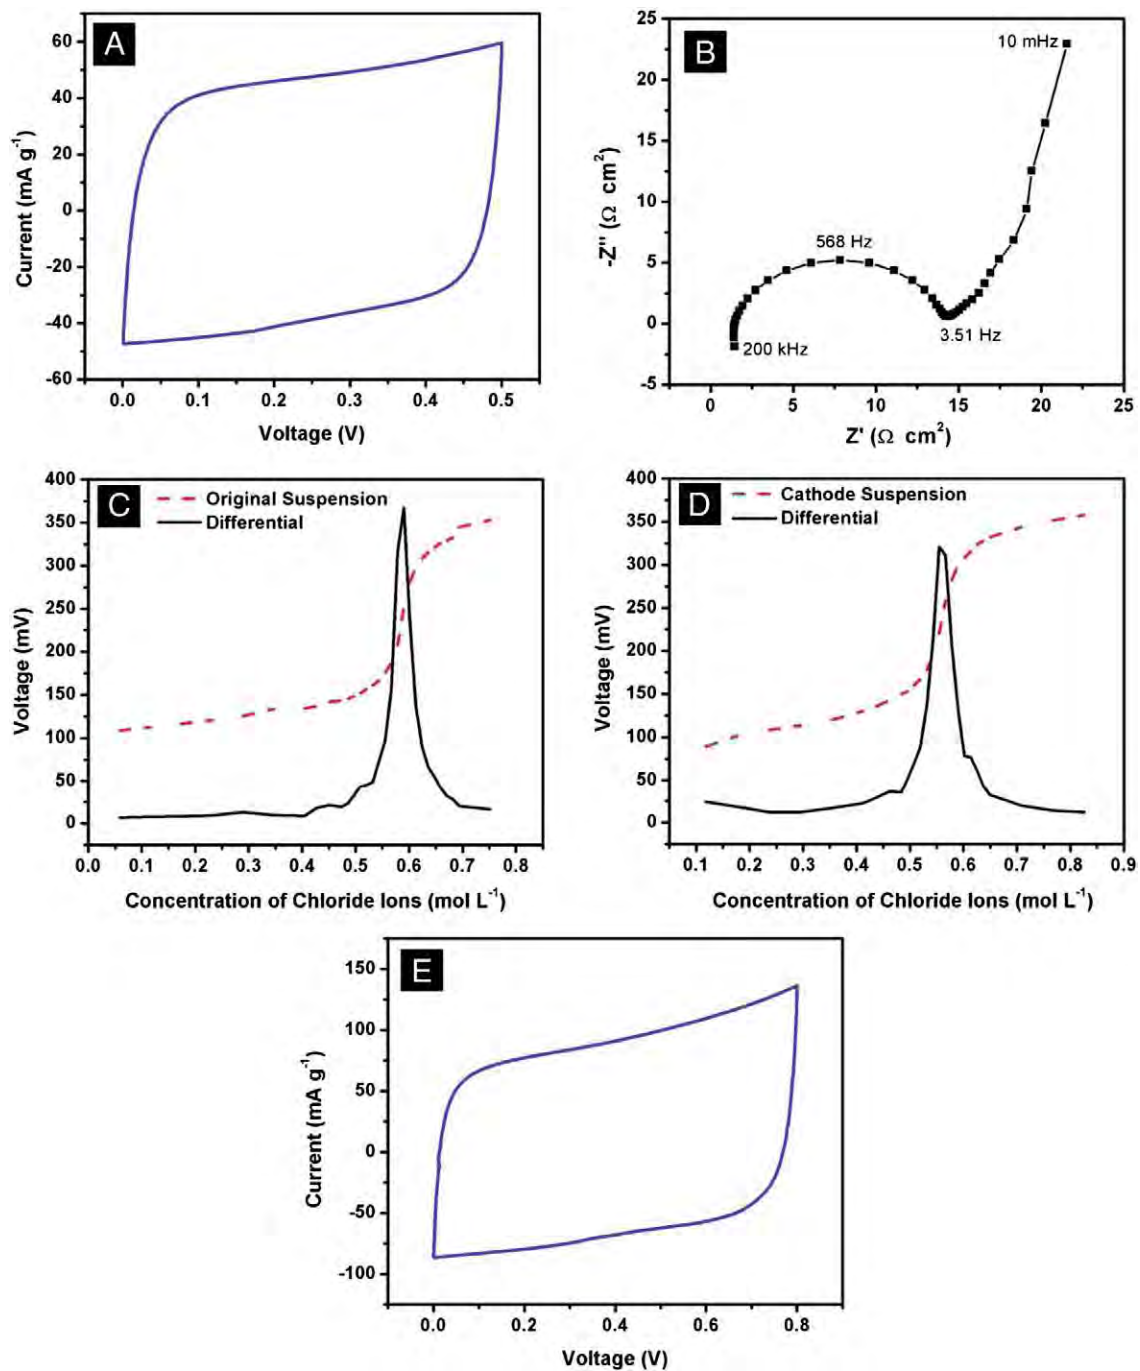 A
60
40
20
0
-20
-40
-60
0.0 0.1 0.2 0.3 0.4 0.5
Current (mA g-1)
Voltage (V)
B
25
20
15
10
5
0
-5
0 5 10 15 20 25
-Z'' (Ω cm2)
Z' (Ω cm2)
10 mHz
568 Hz
3.51 Hz
200 kHz
C
Original Suspension
Differential
400
350
300
250
200
150
100
50
0
0.0 0.1 0.2 0.3 0.4 0.5 0.6 0.7 0.8
Voltage (mV)
Concentration of Chloride Ions (mol L-1)
D
Cathode Suspension
Differential
400
350
300
250
200
150
100
50
0
0.1 0.2 0.3 0.4 0.5 0.6 0.7 0.8 0.9
Voltage (mV)
Concentration of Chloride Ions (mol L-1)
E
150
100
50
0
-50
-100
0.0 0.2 0.4 0.6 0.8
Current (mA g-1)
Voltage (V)